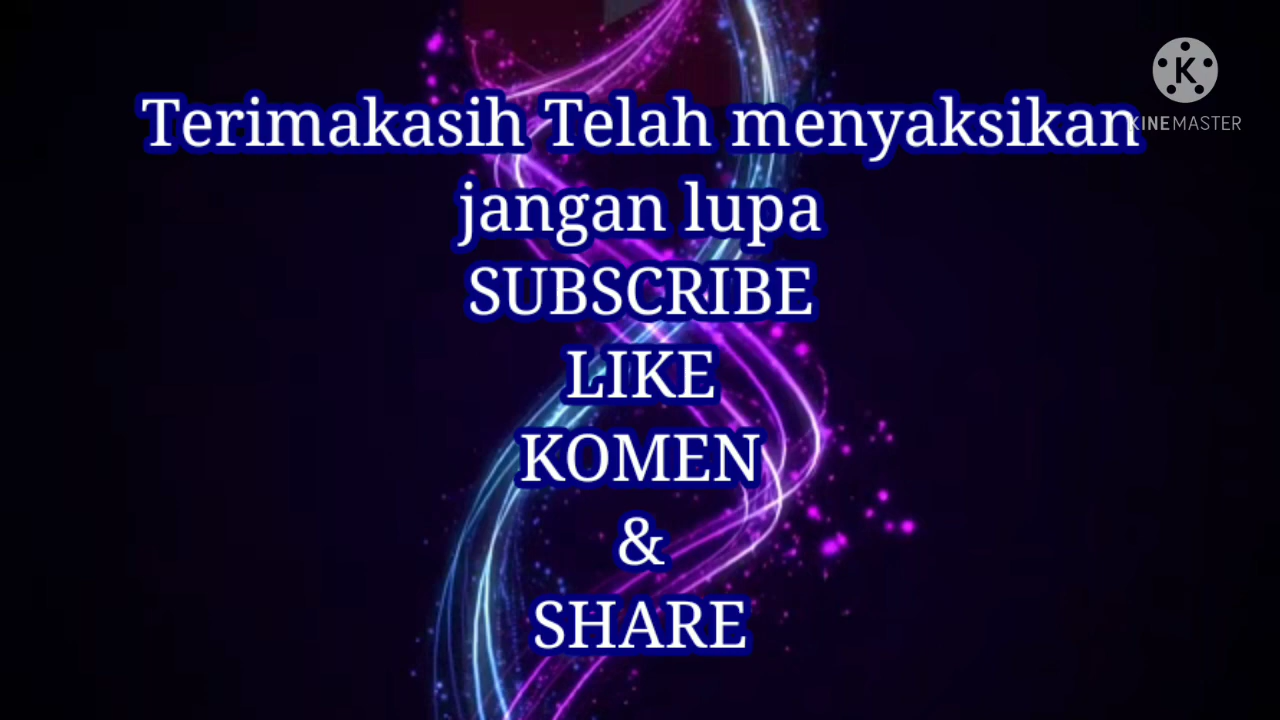 Terimakasih Telah menyaksikan
jangan lupa
SUBSCRIBE
LIKE
KOMEN
&
SHARE
K
KINEMASTER